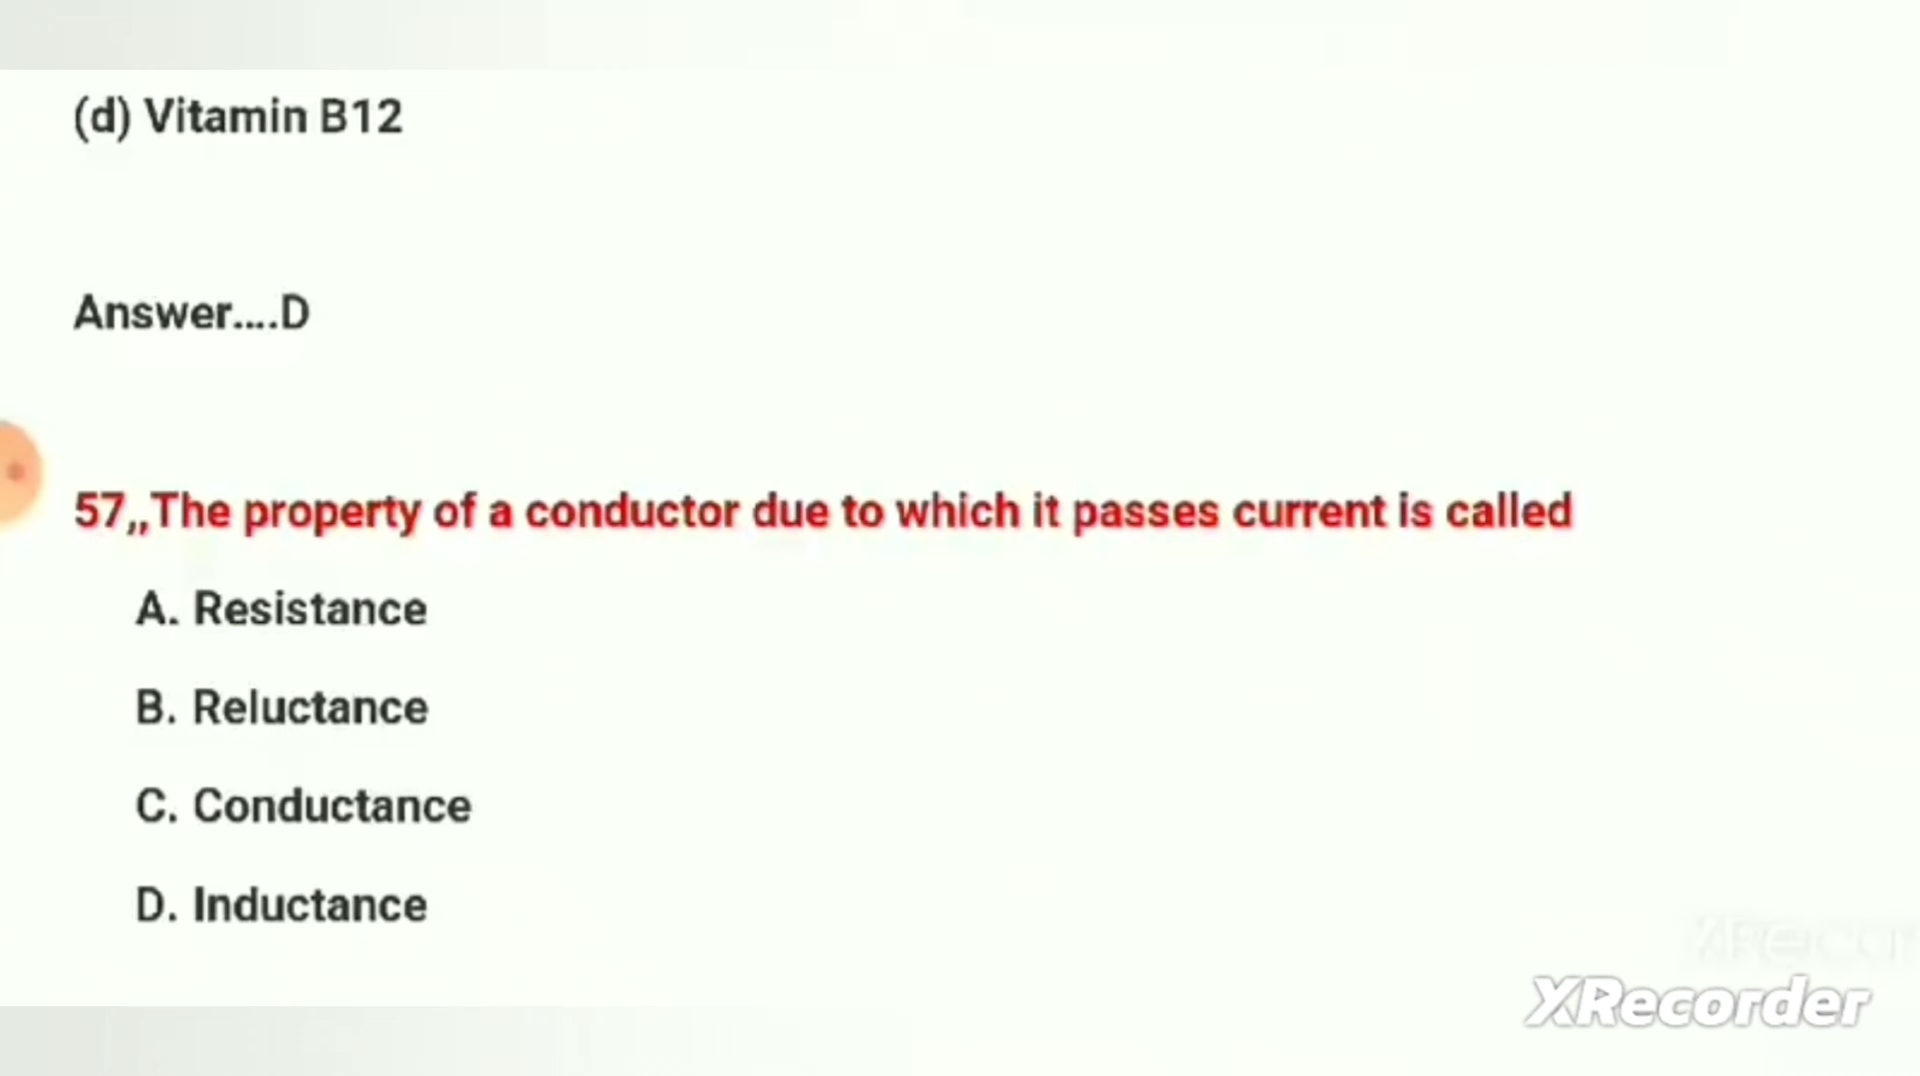 (d) Vitamin B12
Answer....D
57,,The property of a conductor due to which it passes current is called
A. Resistance
B. Reluctance
C. Conductance
D. Inductance
XRecor
XRecorder